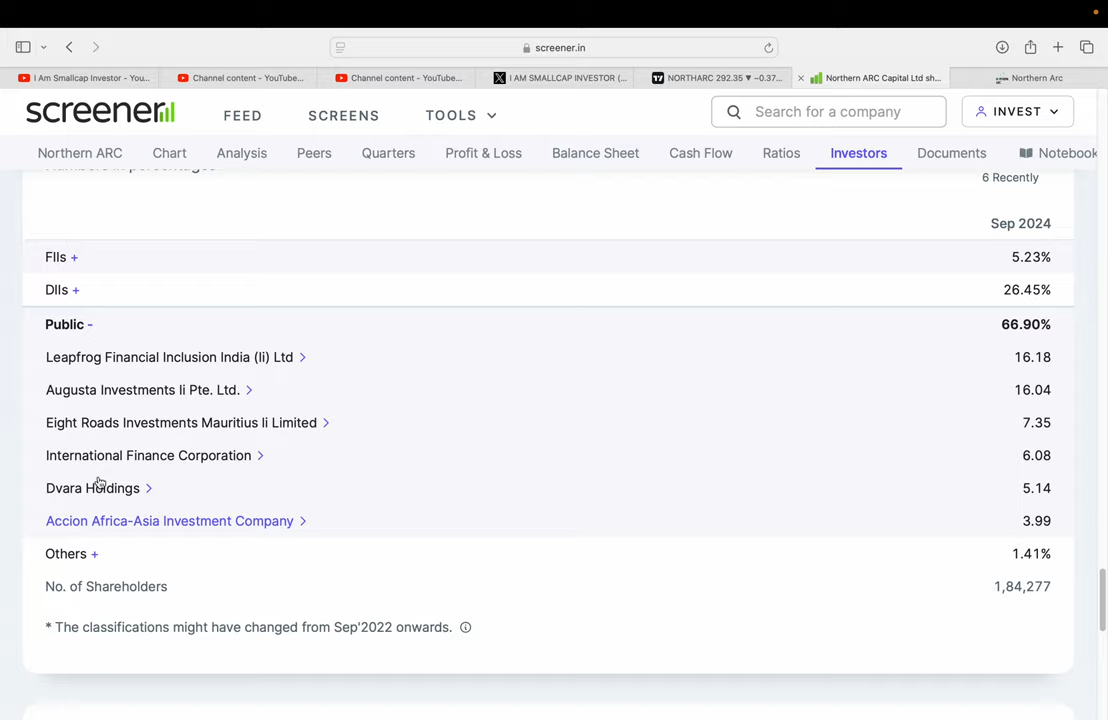 screener.in
I Am Smallcap Investor - You...
Channel content - YouTube...
Channel content - YouTube...
I AM SMALLCAP INVESTOR (...
NORTHARC 292.35 ▼ −0.37...
Northern ARC Capital Ltd sh...
Northern Arc
screener
FEED
SCREENS
TOOLS
Search for a company
INVEST
Northern ARC
Chart
Analysis
Peers
Quarters
Profit & Loss
Balance Sheet
Cash Flow
Ratios
Investors
Documents
Notebook
Numbers in percentages
6 Recently
Sep 2024
FIIs + 5.23%
DIIs + 26.45%
Public - 66.90%
Leapfrog Financial Inclusion India (Ii) Ltd 16.18
Augusta Investments Ii Pte. Ltd. 16.04
Eight Roads Investments Mauritius Ii Limited 7.35
International Finance Corporation 6.08
Dvara Holdings 5.14
Accion Africa-Asia Investment Company 3.99
Others + 1.41%
No. of Shareholders 1,84,277
* The classifications might have changed from Sep'2022 onwards.